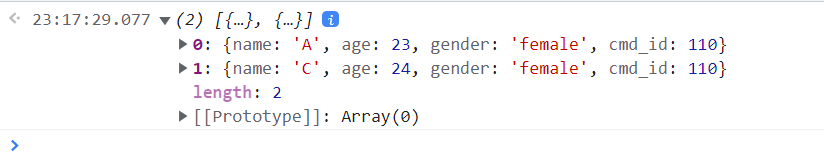 23:17:29.077 (2) [{…}, {…}] i
0: {name: 'A', age: 23, gender: 'female', cmd_id: 110}
1: {name: 'C', age: 24, gender: 'female', cmd_id: 110}
length: 2
[[Prototype]]: Array(0)